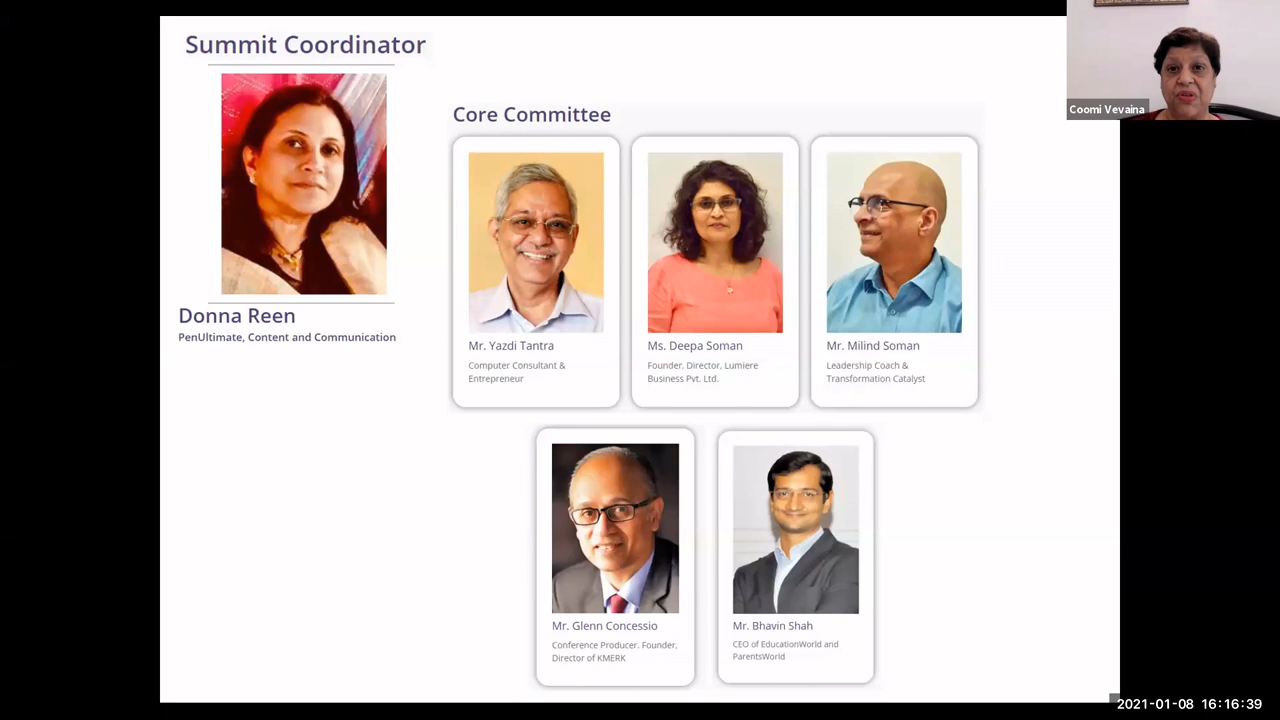 Summit Coordinator
Donna Reen
PenUltimate, Content and Communication
Core Committee
Mr. Yazdi Tantra
Computer Consultant &
Entrepreneur
Ms. Deepa Soman
Founder, Director, Lumiere
Business Pvt. Ltd.
Mr. Milind Soman
Leadership Coach &
Transformation Catalyst
Mr. Glenn Concessio
Conference Producer. Founder,
Director of KMERK
Mr. Bhavin Shah
CEO of EducationWorld and
ParentsWorld
Coomi Vevaina
2021-01-08 16:16:39